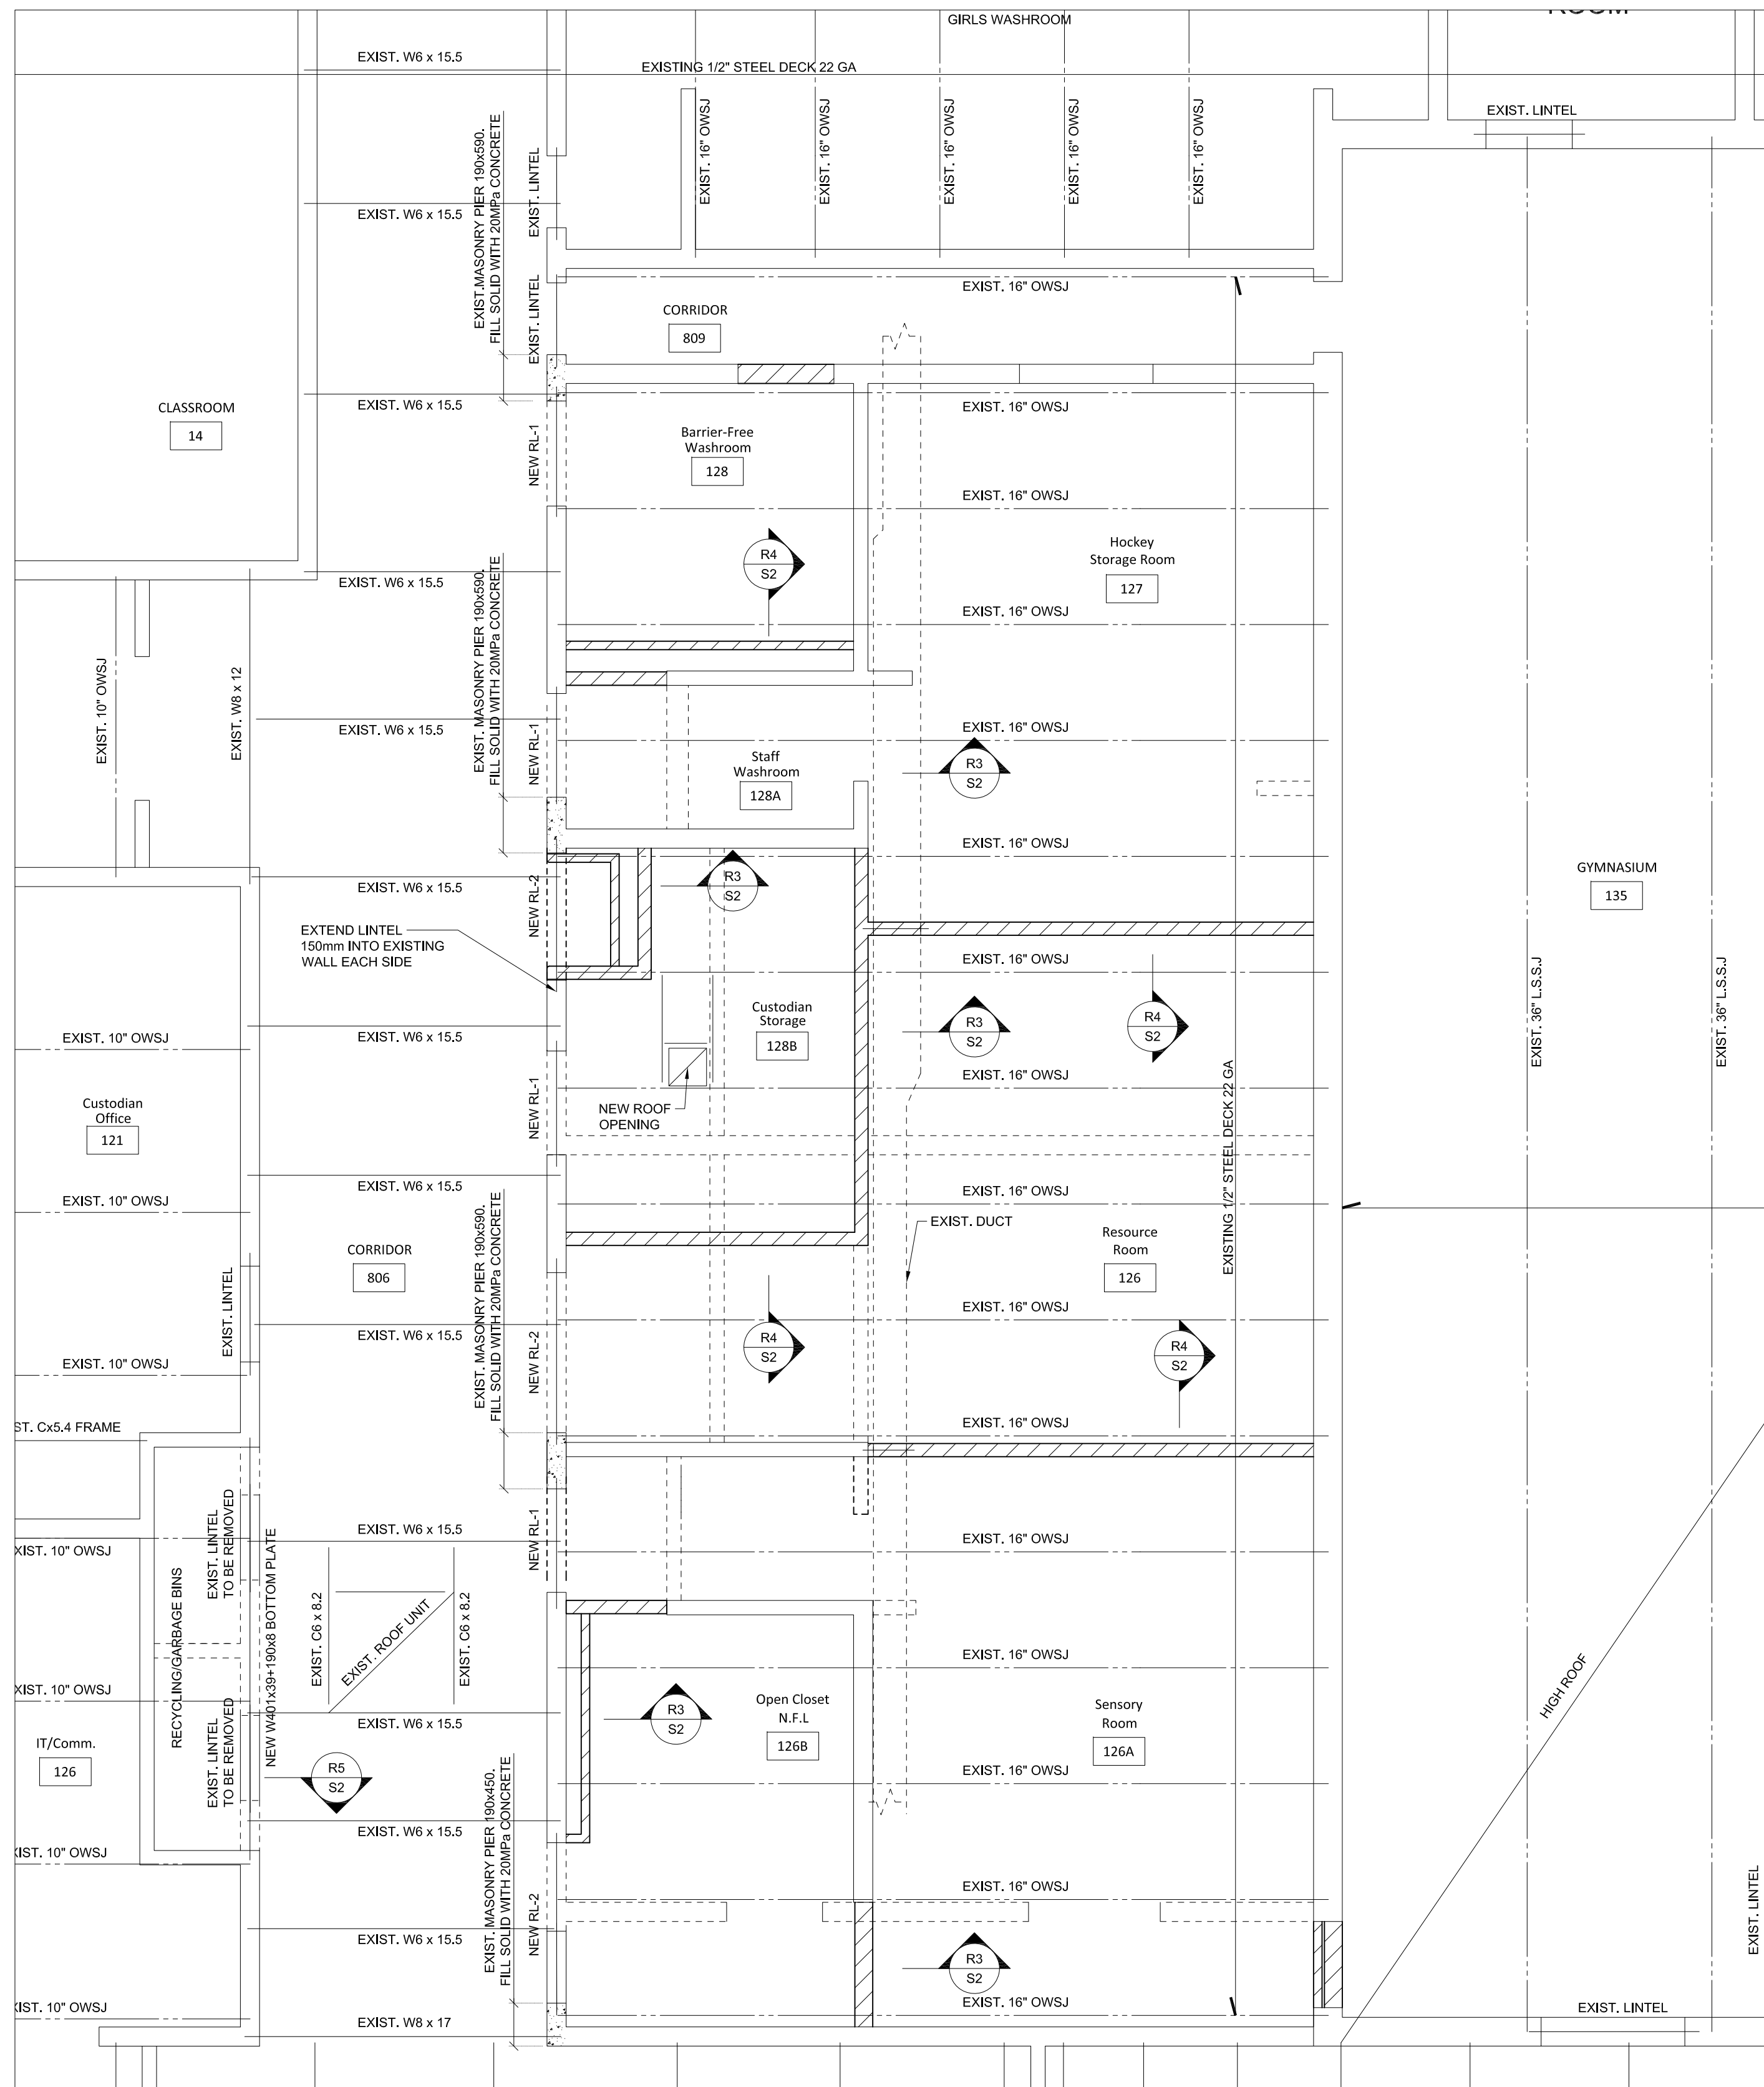 GIRLS WASHROOM
EXIST. W6 x 15.5
EXISTING 1/2" STEEL DECK 22 GA
EXIST. LINTEL
EXIST. 16" OWSJ
EXIST. 16" OWSJ
EXIST. 16" OWSJ
EXIST. 16" OWSJ
EXIST. 16" OWSJ
EXIST.MASONRY PIER 190x590.
FILL SOLID WITH 20MPa CONCRETE
EXIST. LINTEL
EXIST. W6 x 15.5
EXIST. LINTEL
EXIST. 16" OWSJ
CORRIDOR
809
CLASSROOM
14
EXIST. W6 x 15.5
EXIST. 16" OWSJ
NEW RL-1
Barrier-Free
Washroom
128
EXIST. 16" OWSJ
R4
S2
Hockey
Storage Room
127
EXIST. W6 x 15.5
EXIST. MASONRY PIER 190x590.
FILL SOLID WITH 20MPa CONCRETE
EXIST. 16" OWSJ
EXIST. 10" OWSJ
EXIST. W8 x 12
EXIST. W6 x 15.5
NEW RL-1
EXIST. 16" OWSJ
Staff
Washroom
128A
R3
S2
EXIST. 16" OWSJ
EXIST. W6 x 15.5
NEW RL-2
R3
S2
GYMNASIUM
135
EXTEND LINTEL
150mm INTO EXISTING
WALL EACH SIDE
EXIST. 16" OWSJ
EXIST. 36" L.S.S.J
EXIST. 36" L.S.S.J
EXIST. 10" OWSJ
EXIST. W6 x 15.5
Custodian
Storage
128B
R3
S2
R4
S2
EXIST. 16" OWSJ
Custodian
Office
121
NEW RL-1
NEW ROOF
OPENING
EXISTING 1/2" STEEL DECK 22 GA
EXIST. 10" OWSJ
EXIST. W6 x 15.5
EXIST. 16" OWSJ
EXIST. MASONRY PIER 190x590.
FILL SOLID WITH 20MPa CONCRETE
EXIST. DUCT
Resource
Room
126
CORRIDOR
806
EXIST. LINTEL
EXIST. 16" OWSJ
EXIST. W6 x 15.5
NEW RL-2
R4
S2
R4
S2
EXIST. 10" OWSJ
ST. Cx5.4 FRAME
EXIST. 16" OWSJ
EXIST. W6 x 15.5
NEW RL-1
EXIST. 16" OWSJ
XIST. 10" OWSJ
EXIST. LINTEL
TO BE REMOVED
RECYCLING/GARBAGE BINS
NEW W401x39+190x8 BOTTOM PLATE
EXIST. C6 x 8.2
EXIST. ROOF UNIT
EXIST. C6 x 8.2
EXIST. 16" OWSJ
HIGH ROOF
XIST. 10" OWSJ
EXIST. LINTEL
TO BE REMOVED
EXIST. W6 x 15.5
R3
S2
Open Closet
N.F.L
126B
Sensory
Room
126A
IT/Comm.
126
R5
S2
EXIST. 16" OWSJ
EXIST. MASONRY PIER 190x450.
FILL SOLID WITH 20MPa CONCRETE
EXIST. W6 x 15.5
XIST. 10" OWSJ
EXIST. 16" OWSJ
NEW RL-2
EXIST. LINTEL
EXIST. W6 x 15.5
R3
S2
XIST. 10" OWSJ
EXIST. W8 x 17
EXIST. 16" OWSJ
EXIST. LINTEL